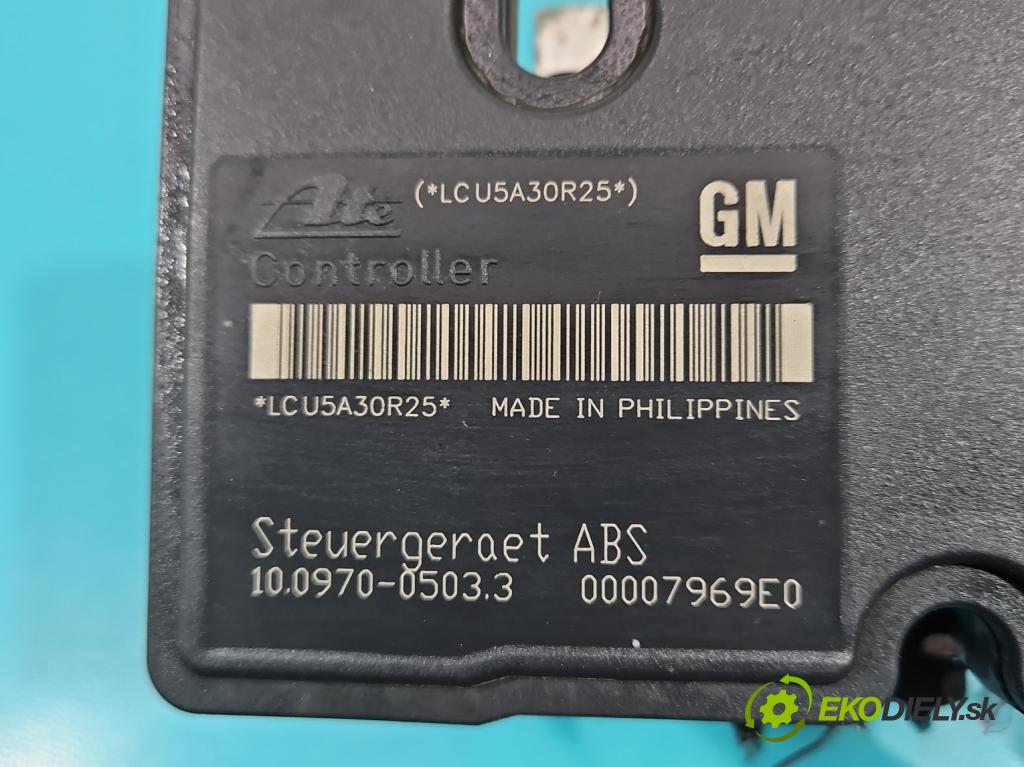 Ate (*LCU5A30R25*)
GM
Controller
*LCU5A30R25* MADE IN PHILIPPINES
Steuergeraet ABS
10.0970-0503.3 00007969E0
EKODIELY.sk